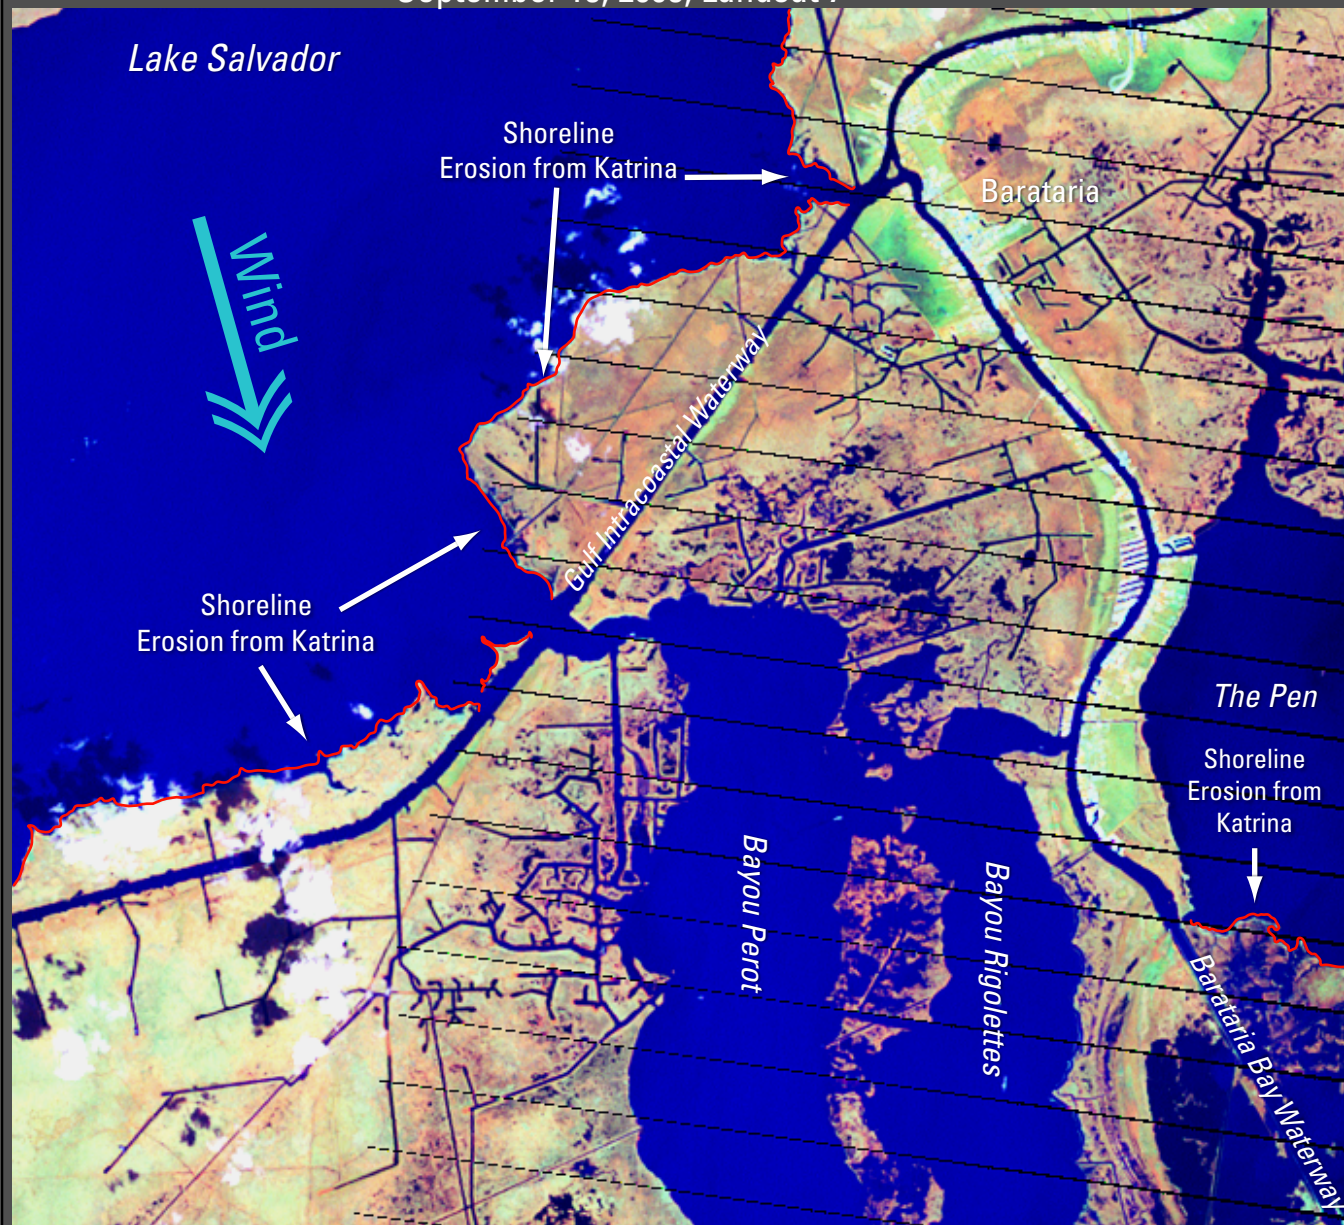 Lake Salvador
Shoreline
Erosion from Katrina
Barataria
Wind
Gulf Intracoastal Waterway
Shoreline
Erosion from Katrina
The Pen
Shoreline
Erosion from
Katrina
Bayou Perot
Bayou Rigolettes
Barataria Bay Waterway